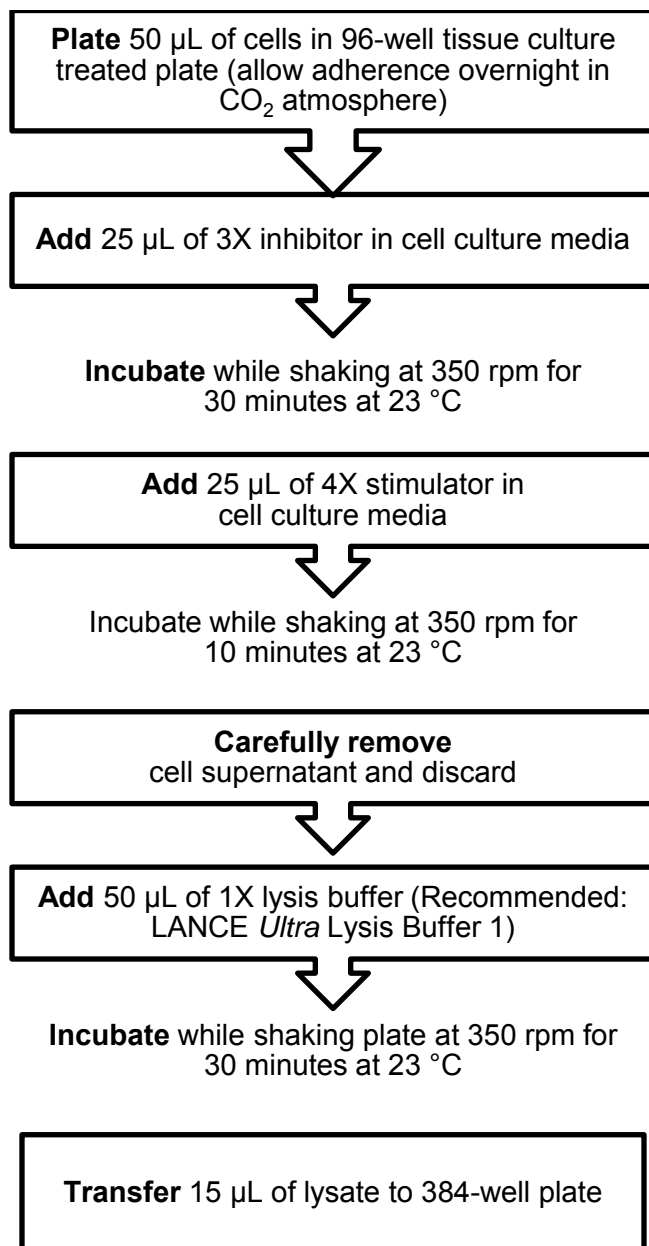 Plate 50 µL of cells in 96-well tissue culture
treated plate (allow adherence overnight in
CO₂ atmosphere)
Add 25 µL of 3X inhibitor in cell culture media
Incubate while shaking at 350 rpm for
30 minutes at 23 °C
Add 25 µL of 4X stimulator in
cell culture media
Incubate while shaking at 350 rpm for
10 minutes at 23 °C
Carefully remove
cell supernatant and discard
Add 50 µL of 1X lysis buffer (Recommended:
LANCE Ultra Lysis Buffer 1)
Incubate while shaking plate at 350 rpm for
30 minutes at 23 °C
Transfer 15 µL of lysate to 384-well plate